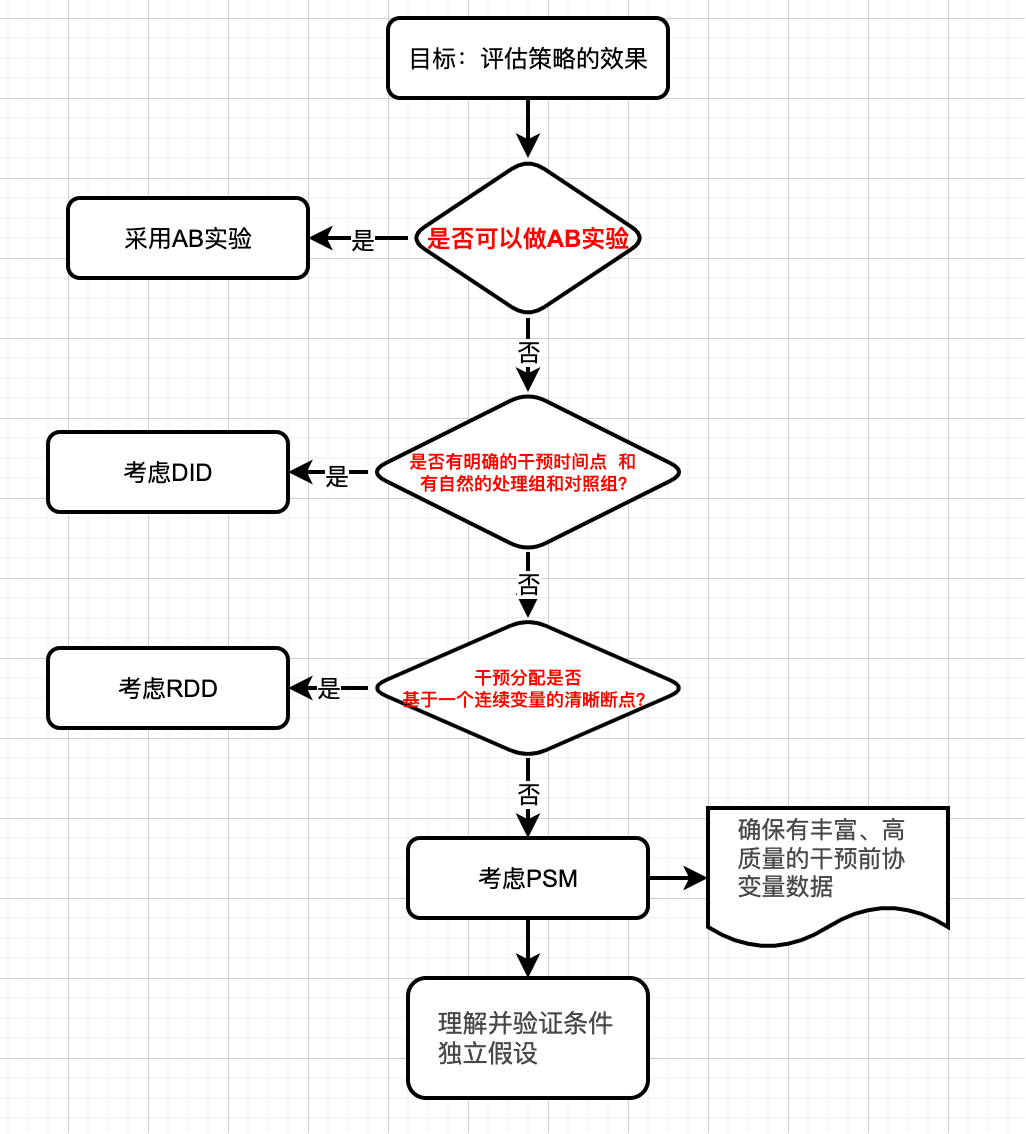 目标：评估策略的效果
是否可以做AB实验
是
采用AB实验
否
是否有明确的干预时间点 和
有自然的处理组和对照组?
是
考虑DID
否
干预分配是否
基于一个连续变量的清晰断点?
是
考虑RDD
否
考虑PSM
确保有丰富、高
质量的干预前协
变量数据
理解并验证条件
独立假设